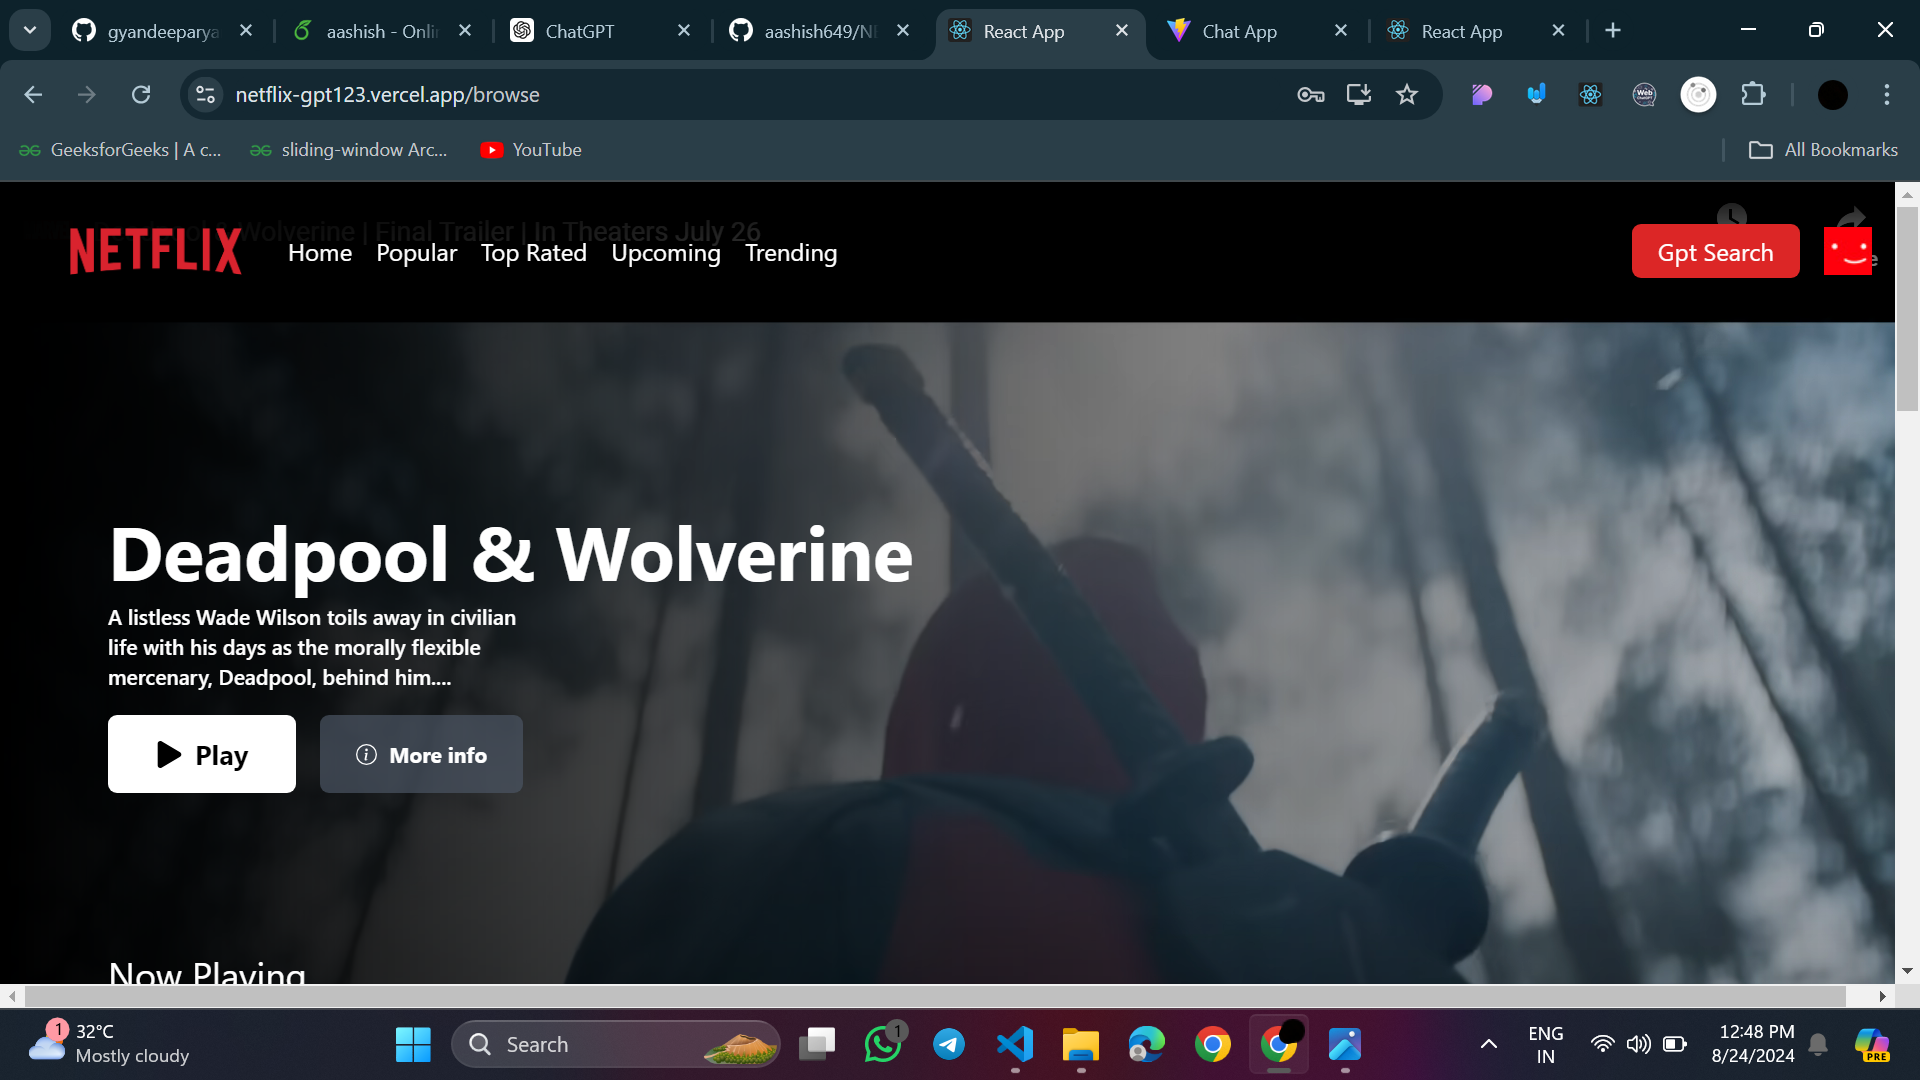 gyandeeparya
aashish - Onli
ChatGPT
aashish649/NE
React App
Chat App
React App
netflix-gpt123.vercel.app/browse
GeeksforGeeks | A c...
sliding-window Arc...
YouTube
All Bookmarks
Wolverine | Final Trailer | In Theaters July 26
NETFLIX
Home
Popular
Top Rated
Upcoming
Trending
Gpt Search
Deadpool & Wolverine
A listless Wade Wilson toils away in civilian
life with his days as the morally flexible
mercenary, Deadpool, behind him....
Play
More info
Now Playing
1
32°C
Mostly cloudy
Search
1
ENG
IN
12:48 PM
8/24/2024
PRE